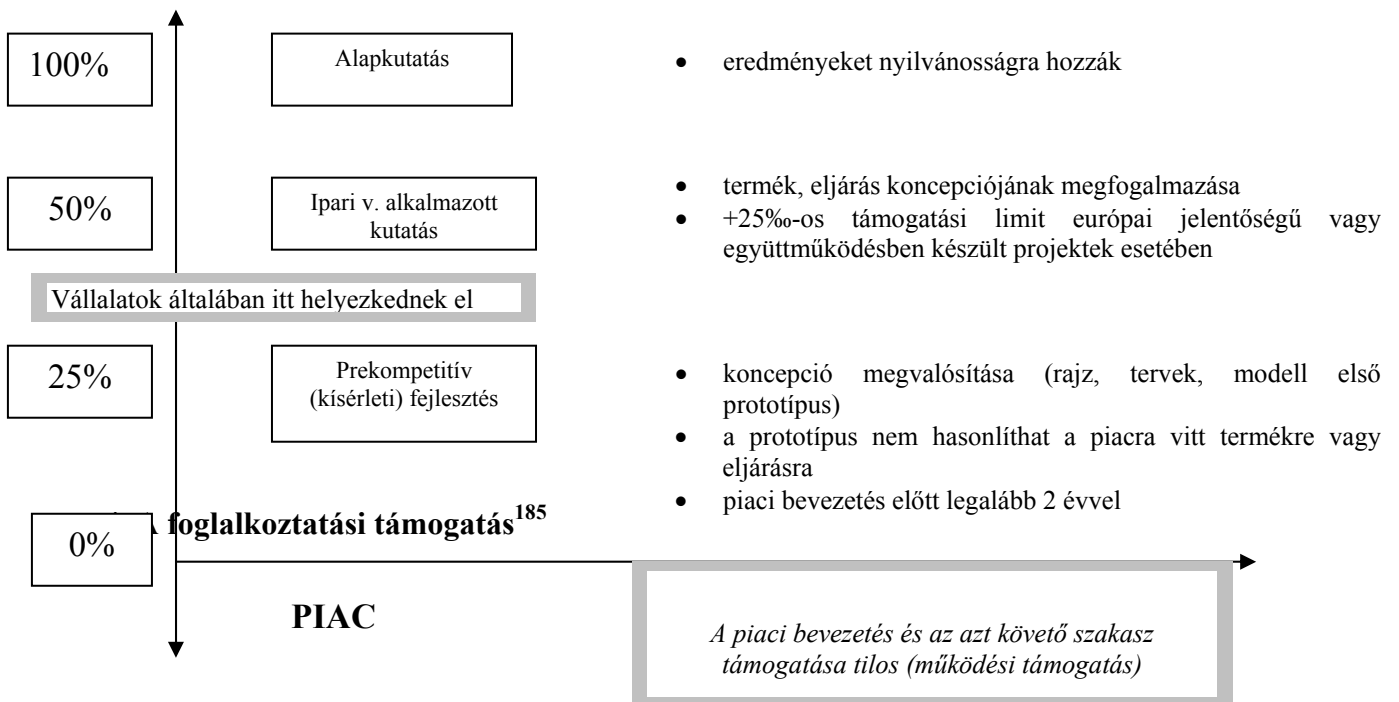 100%
Alapkutatás
• eredményeket nyilvánosságra hozzák
50%
Ipari v. alkalmazott
kutatás
• termék, eljárás koncepciójának megfogalmazása
• +25‰-os támogatási limit európai jelentőségű vagy
együttműködésben készült projektek esetében
Vállalatok általában itt helyezkednek el
25%
Prekompetitív
(kísérleti) fejlesztés
• koncepció megvalósítása (rajz, tervek, modell első
prototípus)
• a prototípus nem hasonlíthat a piacra vitt termékre vagy
eljárásra
• piaci bevezetés előtt legalább 2 évvel
foglalkoztatási támogatás185
0%
PIAC
A piaci bevezetés és az azt követő szakasz
támogatása tilos (működési támogatás)